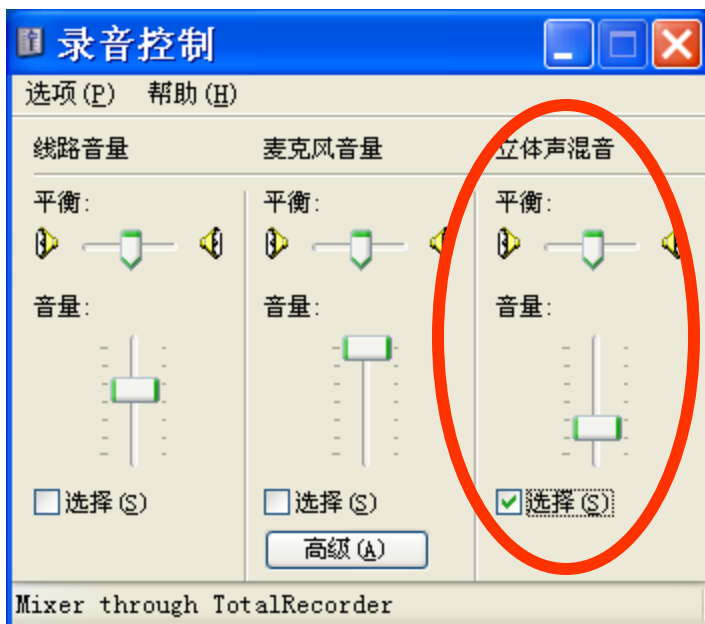 录音控制
选项(P) 帮助(H)
线路音量 麦克风音量 立体声混音
平衡: 平衡: 平衡:
音量: 音量: 音量:
选择(S) 选择(S) 选择(S)
高级(A)
Mixer through TotalRecorder